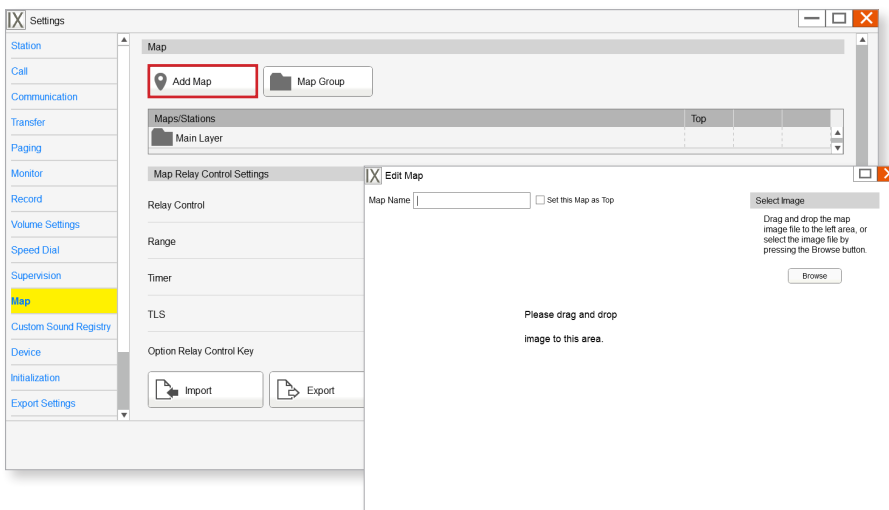 IX Settings
Station
Call
Communication
Transfer
Paging
Monitor
Record
Volume Settings
Speed Dial
Supervision
Map
Custom Sound Registry
Device
Initialization
Export Settings
Map
Add Map
Map Group
Maps/Stations Top
Main Layer
Map Relay Control Settings
Relay Control
Range
Timer
TLS
Option Relay Control Key
Import
Export
IX Edit Map
Map Name
Set this Map as Top
Select Image
Drag and drop the map
image file to the left area, or
select the image file by
pressing the Browse button.
Browse
Please drag and drop
image to this area.